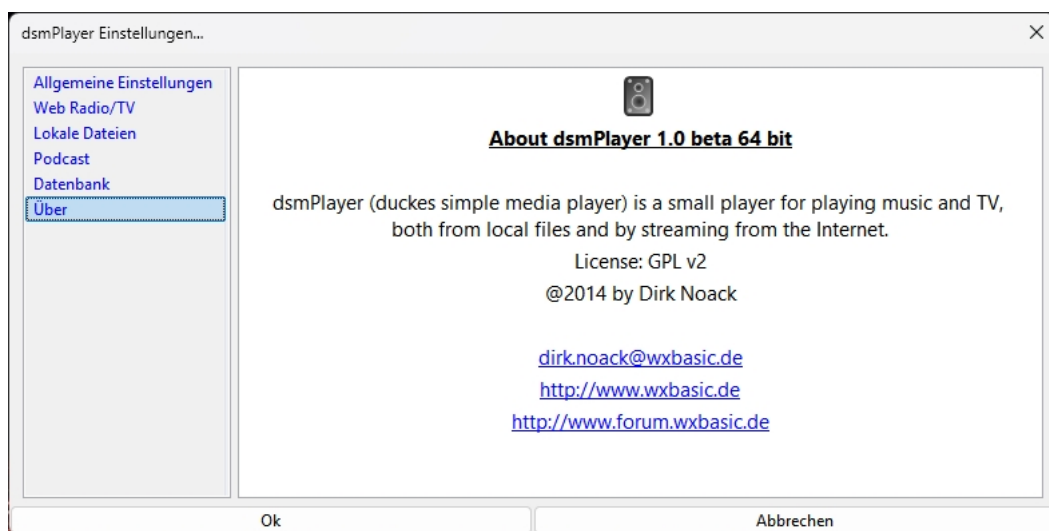 dsmPlayer Einstellungen...
Allgemeine Einstellungen
Web Radio/TV
Lokale Dateien
Podcast
Datenbank
Über
About dsmPlayer 1.0 beta 64 bit
dsmPlayer (duckes simple media player) is a small player for playing music and TV,
both from local files and by streaming from the Internet.
License: GPL v2
@2014 by Dirk Noack
dirk.noack@wxbasic.de
http://www.wxbasic.de
http://www.forum.wxbasic.de
Ok
Abbrechen